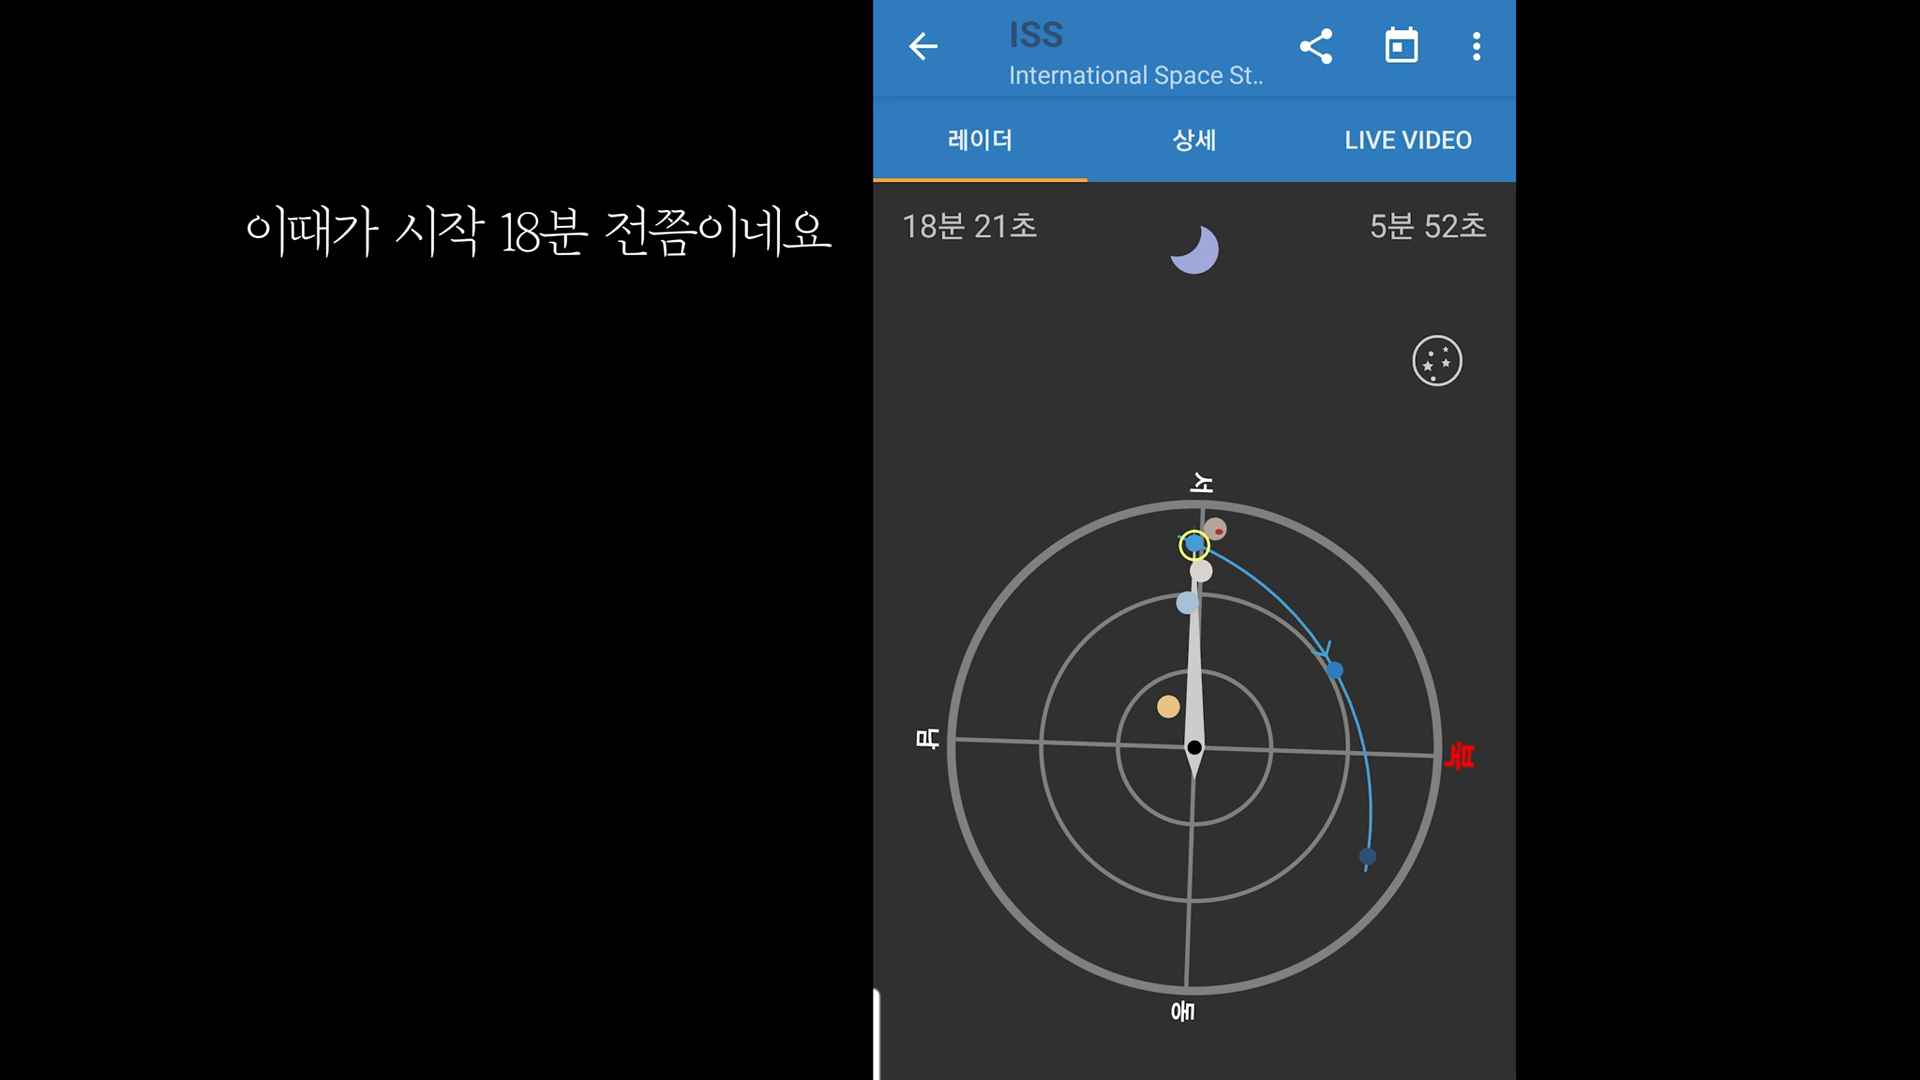 이때가 시작 18분 전쯤이네요
ISS
International Space St..
레이더
상세
LIVE VIDEO
18분 21초
5분 52초
서
남
북
동